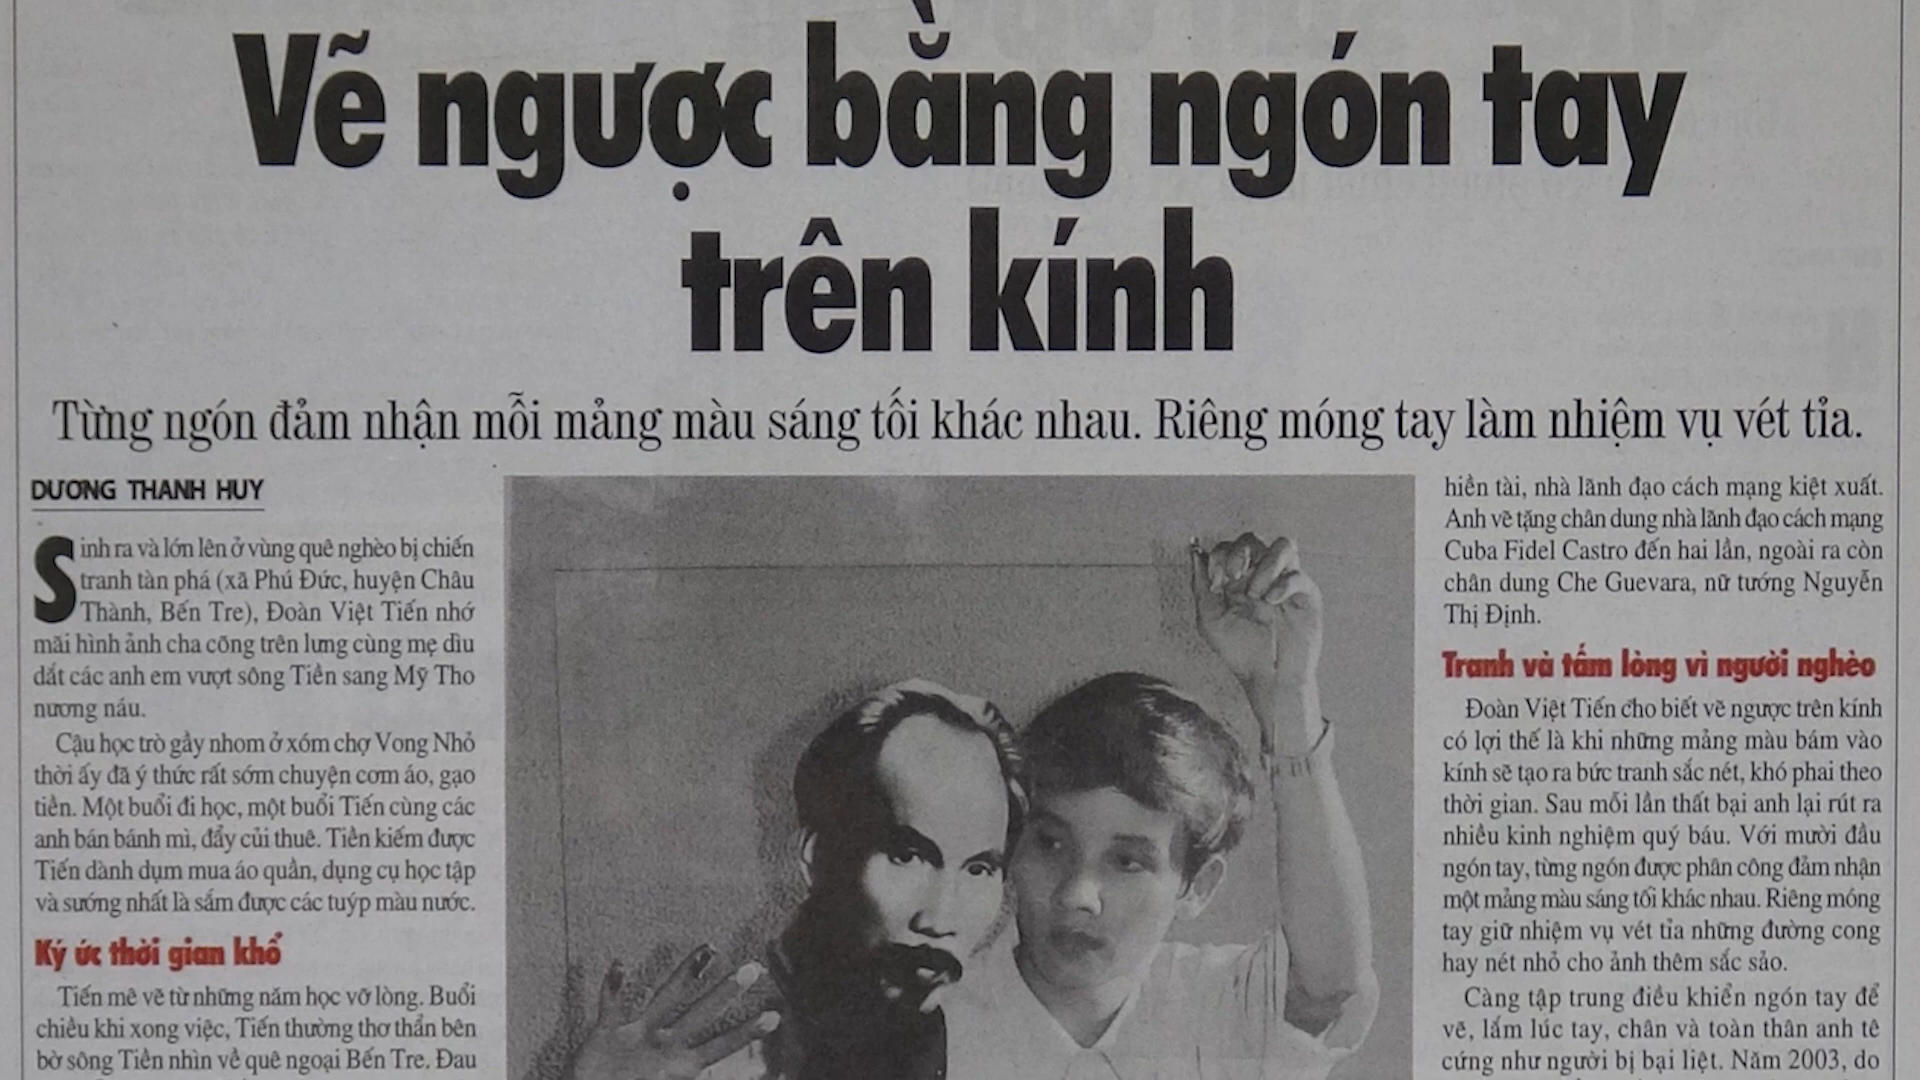 Vẽ ngược bằng ngón tay
trên kính
Từng ngón đảm nhận mỗi mảng màu sáng tối khác nhau. Riêng móng tay làm nhiệm vụ vét tỉa.
DƯƠNG THANH HUY
Sinh ra và lớn lên ở vùng quê nghèo bị chiến
tranh tàn phá (xã Phú Đức, huyện Châu
Thành, Bến Tre), Đoàn Việt Tiến nhớ
mãi hình ảnh cha cõng trên lưng cùng mẹ dìu
dắt các anh em vượt sông Tiền sang Mỹ Tho
nương náu.
Cậu học trò gầy nhom ở xóm chợ Vong Nhỏ
thời ấy đã ý thức rất sớm chuyện cơm áo, gạo
tiền. Một buổi đi học, một buổi Tiến cùng các
anh bán bánh mì, đẩy củi thuê. Tiền kiếm được
Tiến dành dụm mua áo quần, dụng cụ học tập
và sướng nhất là sắm được các tuýp màu nước.
Ký ức thời gian khổ
Tiến mê vẽ từ những năm học vỡ lòng. Buổi
chiều khi xong việc, Tiến thường thơ thẩn bên
bờ sông Tiền nhìn về quê ngoại Bến Tre. Đau
hiền tài, nhà lãnh đạo cách mạng kiệt xuất.
Anh vẽ tặng chân dung nhà lãnh đạo cách mạng
Cuba Fidel Castro đến hai lần, ngoài ra còn
chân dung Che Guevara, nữ tướng Nguyễn
Thị Định.
Tranh và tấm lòng vì người nghèo
Đoàn Việt Tiến cho biết vẽ ngược trên kính
có lợi thế là khi những mảng màu bám vào
kính sẽ tạo ra bức tranh sắc nét, khó phai theo
thời gian. Sau mỗi lần thất bại anh lại rút ra
nhiều kinh nghiệm quý báu. Với mười đầu
ngón tay, từng ngón được phân công đảm nhận
một mảng màu sáng tối khác nhau. Riêng móng
tay giữ nhiệm vụ vét tỉa những đường cong
hay nét nhỏ cho ảnh thêm sắc sảo.
Càng tập trung điều khiển ngón tay để
vẽ, lắm lúc tay, chân và toàn thân anh tê
cứng như người bị bại liệt. Năm 2003, do